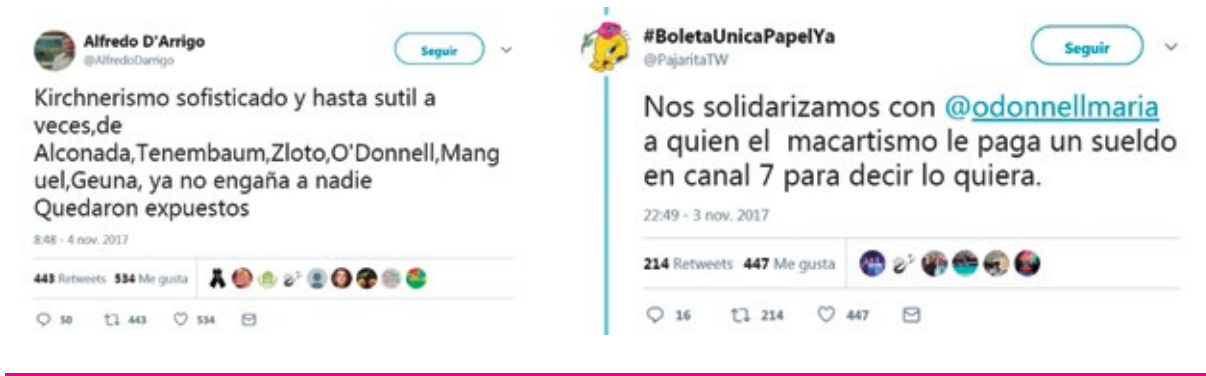 Alfredo D'Arrigo
@AlfredoDarrigo
Seguir
Kirchnerismo sofisticado y hasta sutil a
veces,de
Alconada,Tenembaum,Zloto,O'Donnell,Mang
uel,Geuna, ya no engaña a nadie
Quedaron expuestos
8:48 - 4 nov. 2017
443 Retweets 534 Me gusta
50 443 534
#BoletaUnicaPapelYa
@PajaritaTW
Seguir
Nos solidarizamos con @odonnellmaria
a quien el macartismo le paga un sueldo
en canal 7 para decir lo quiera.
22:49 - 3 nov. 2017
214 Retweets 447 Me gusta
16 214 447